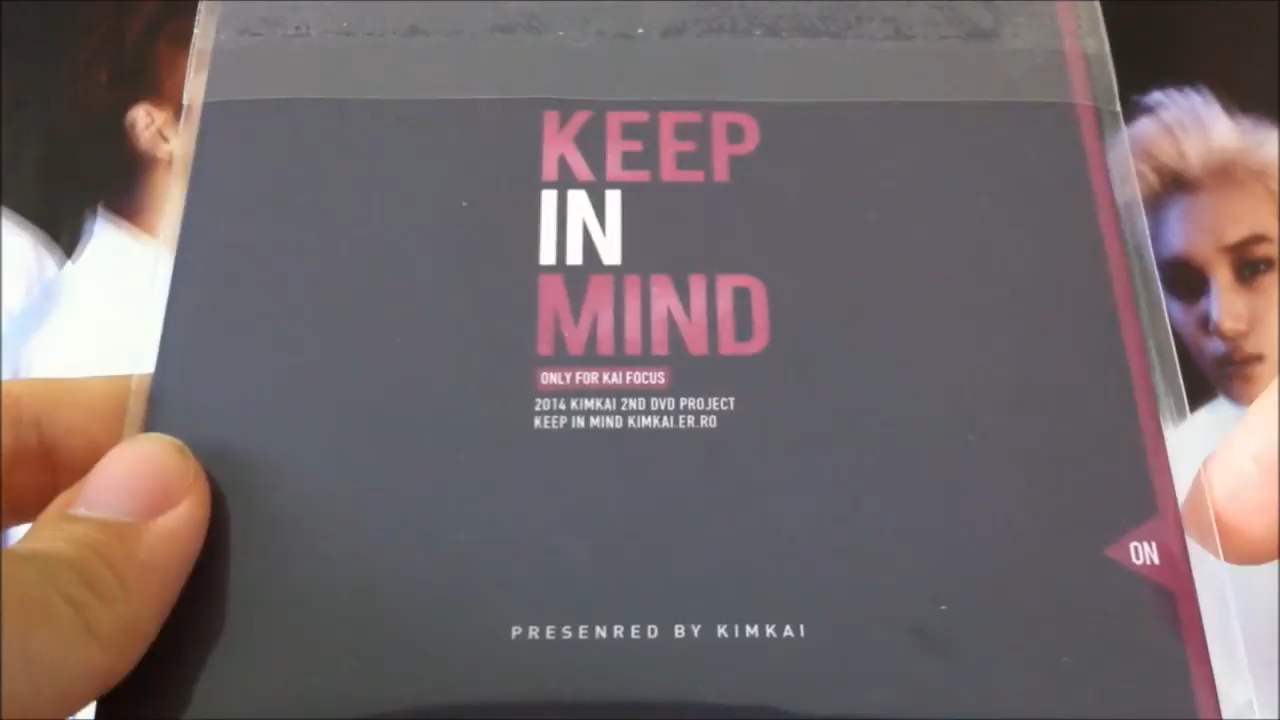 KEEP
IN
MIND
ONLY FOR KAI FOCUS
2014 KIMKAI 2ND DVD PROJECT
KEEP IN MIND KIMKAI.ER.RO
ON
PRESENRED BY KIMKAI